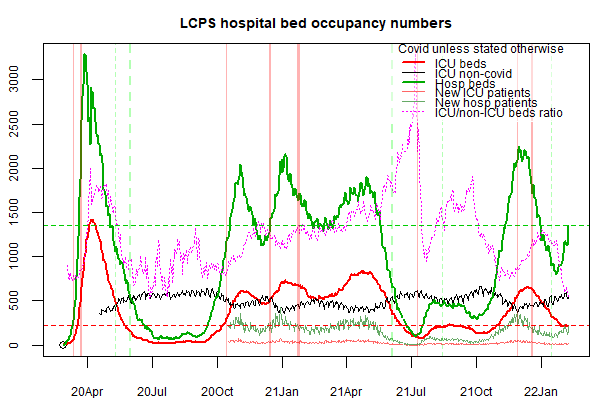 LCPS hospital bed occupancy numbers
Covid unless stated otherwise
ICU beds
ICU non-covid
Hosp beds
New ICU patients
New hosp patients
ICU/non-ICU beds ratio
3000
2500
2000
1500
1000
500
0
20Apr 20Jul 20Oct 21Jan 21Apr 21Jul 21Oct 22Jan